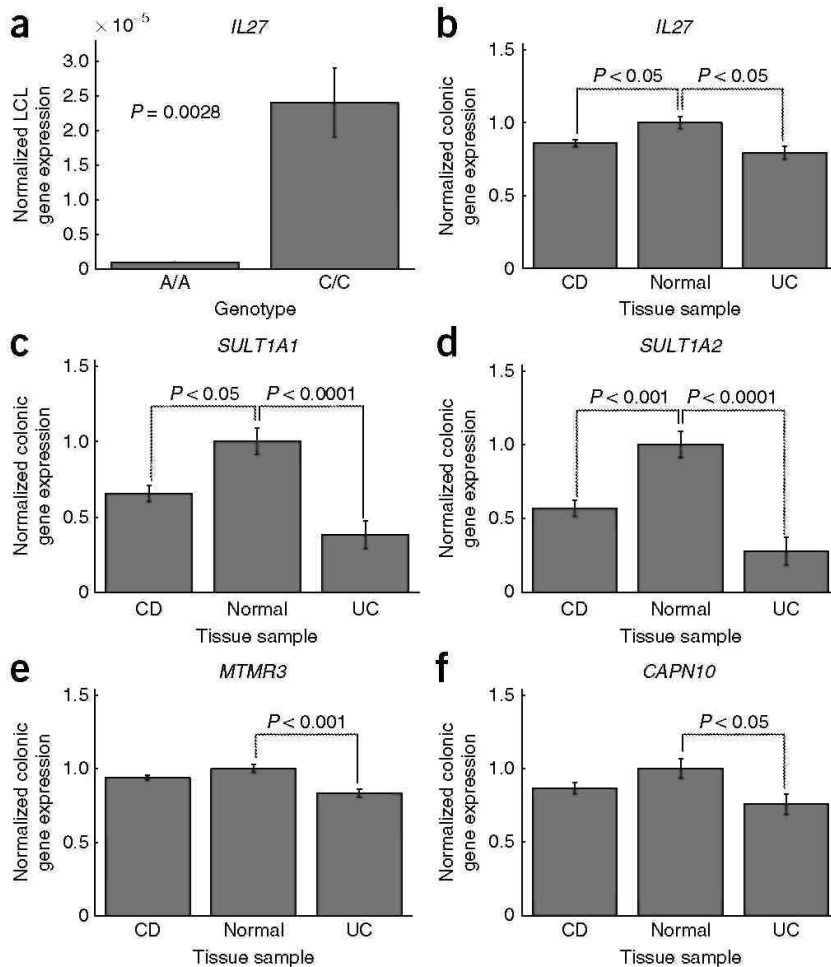 a
× 10⁻⁵
IL27
Normalized LCL
gene expression
3.0
2.5
2.0
1.5
1.0
0.5
0
P = 0.0028
A/A
C/C
Genotype
b
IL27
Normalized colonic
gene expression
1.5
1.0
0.5
0
P < 0.05
P < 0.05
CD
Normal
UC
Tissue sample
c
SULT1A1
Normalized colonic
gene expression
1.5
1.0
0.5
0
P < 0.05
P < 0.0001
CD
Normal
UC
Tissue sample
d
SULT1A2
Normalized colonic
gene expression
1.5
1.0
0.5
0
P < 0.001
P < 0.0001
CD
Normal
UC
Tissue sample
e
MTMR3
Normalized colonic
gene expression
1.5
1.0
0.5
0
P < 0.001
CD
Normal
UC
Tissue sample
f
CAPN10
Normalized colonic
gene expression
1.5
1.0
0.5
0
P < 0.05
CD
Normal
UC
Tissue sample